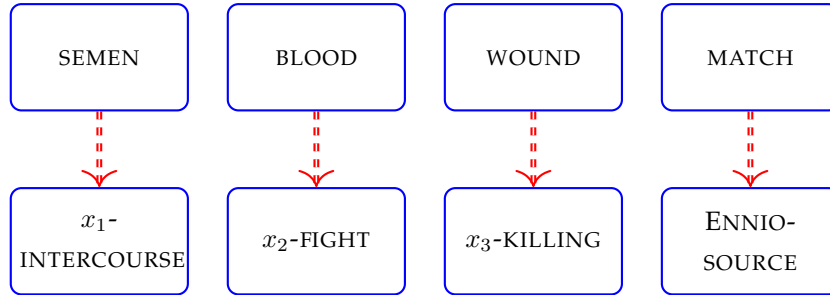 SEMEN BLOOD WOUND MATCH
x₁-
INTERCOURSE
x₂-FIGHT
x₃-KILLING
ENNIO-
SOURCE